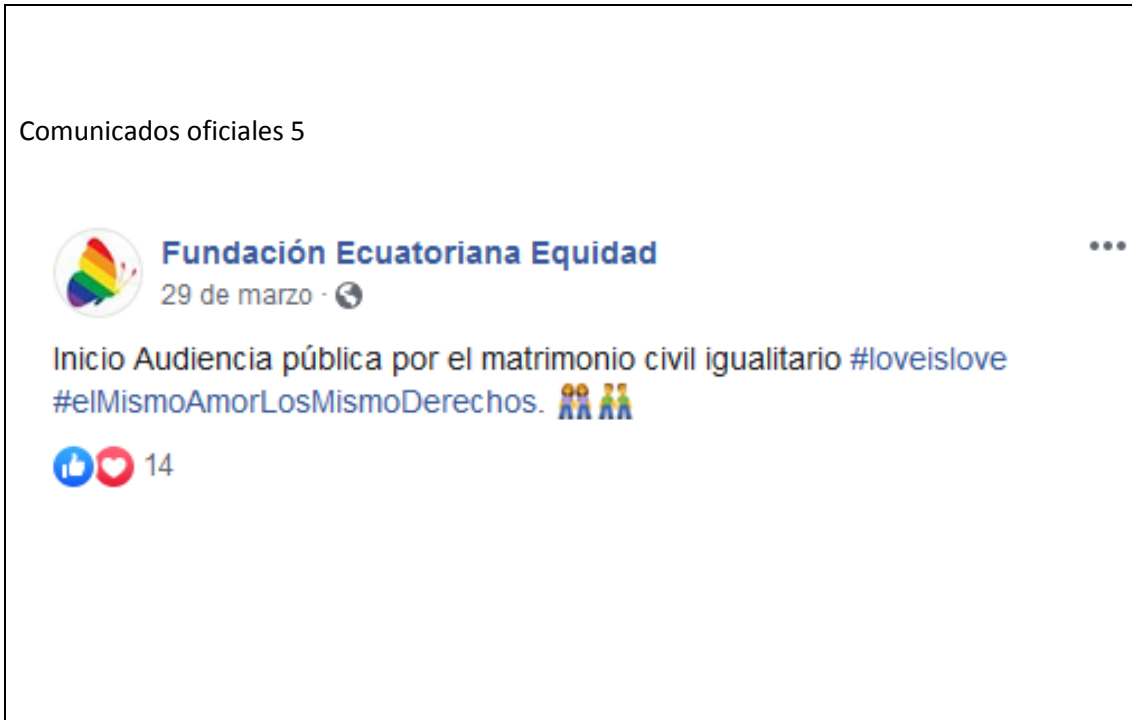 Comunicados oficiales 5
Fundación Ecuatoriana Equidad
29 de marzo ·
Inicio Audiencia pública por el matrimonio civil igualitario #loveislove
#elMismoAmorLosMismoDerechos. 👭👬
14